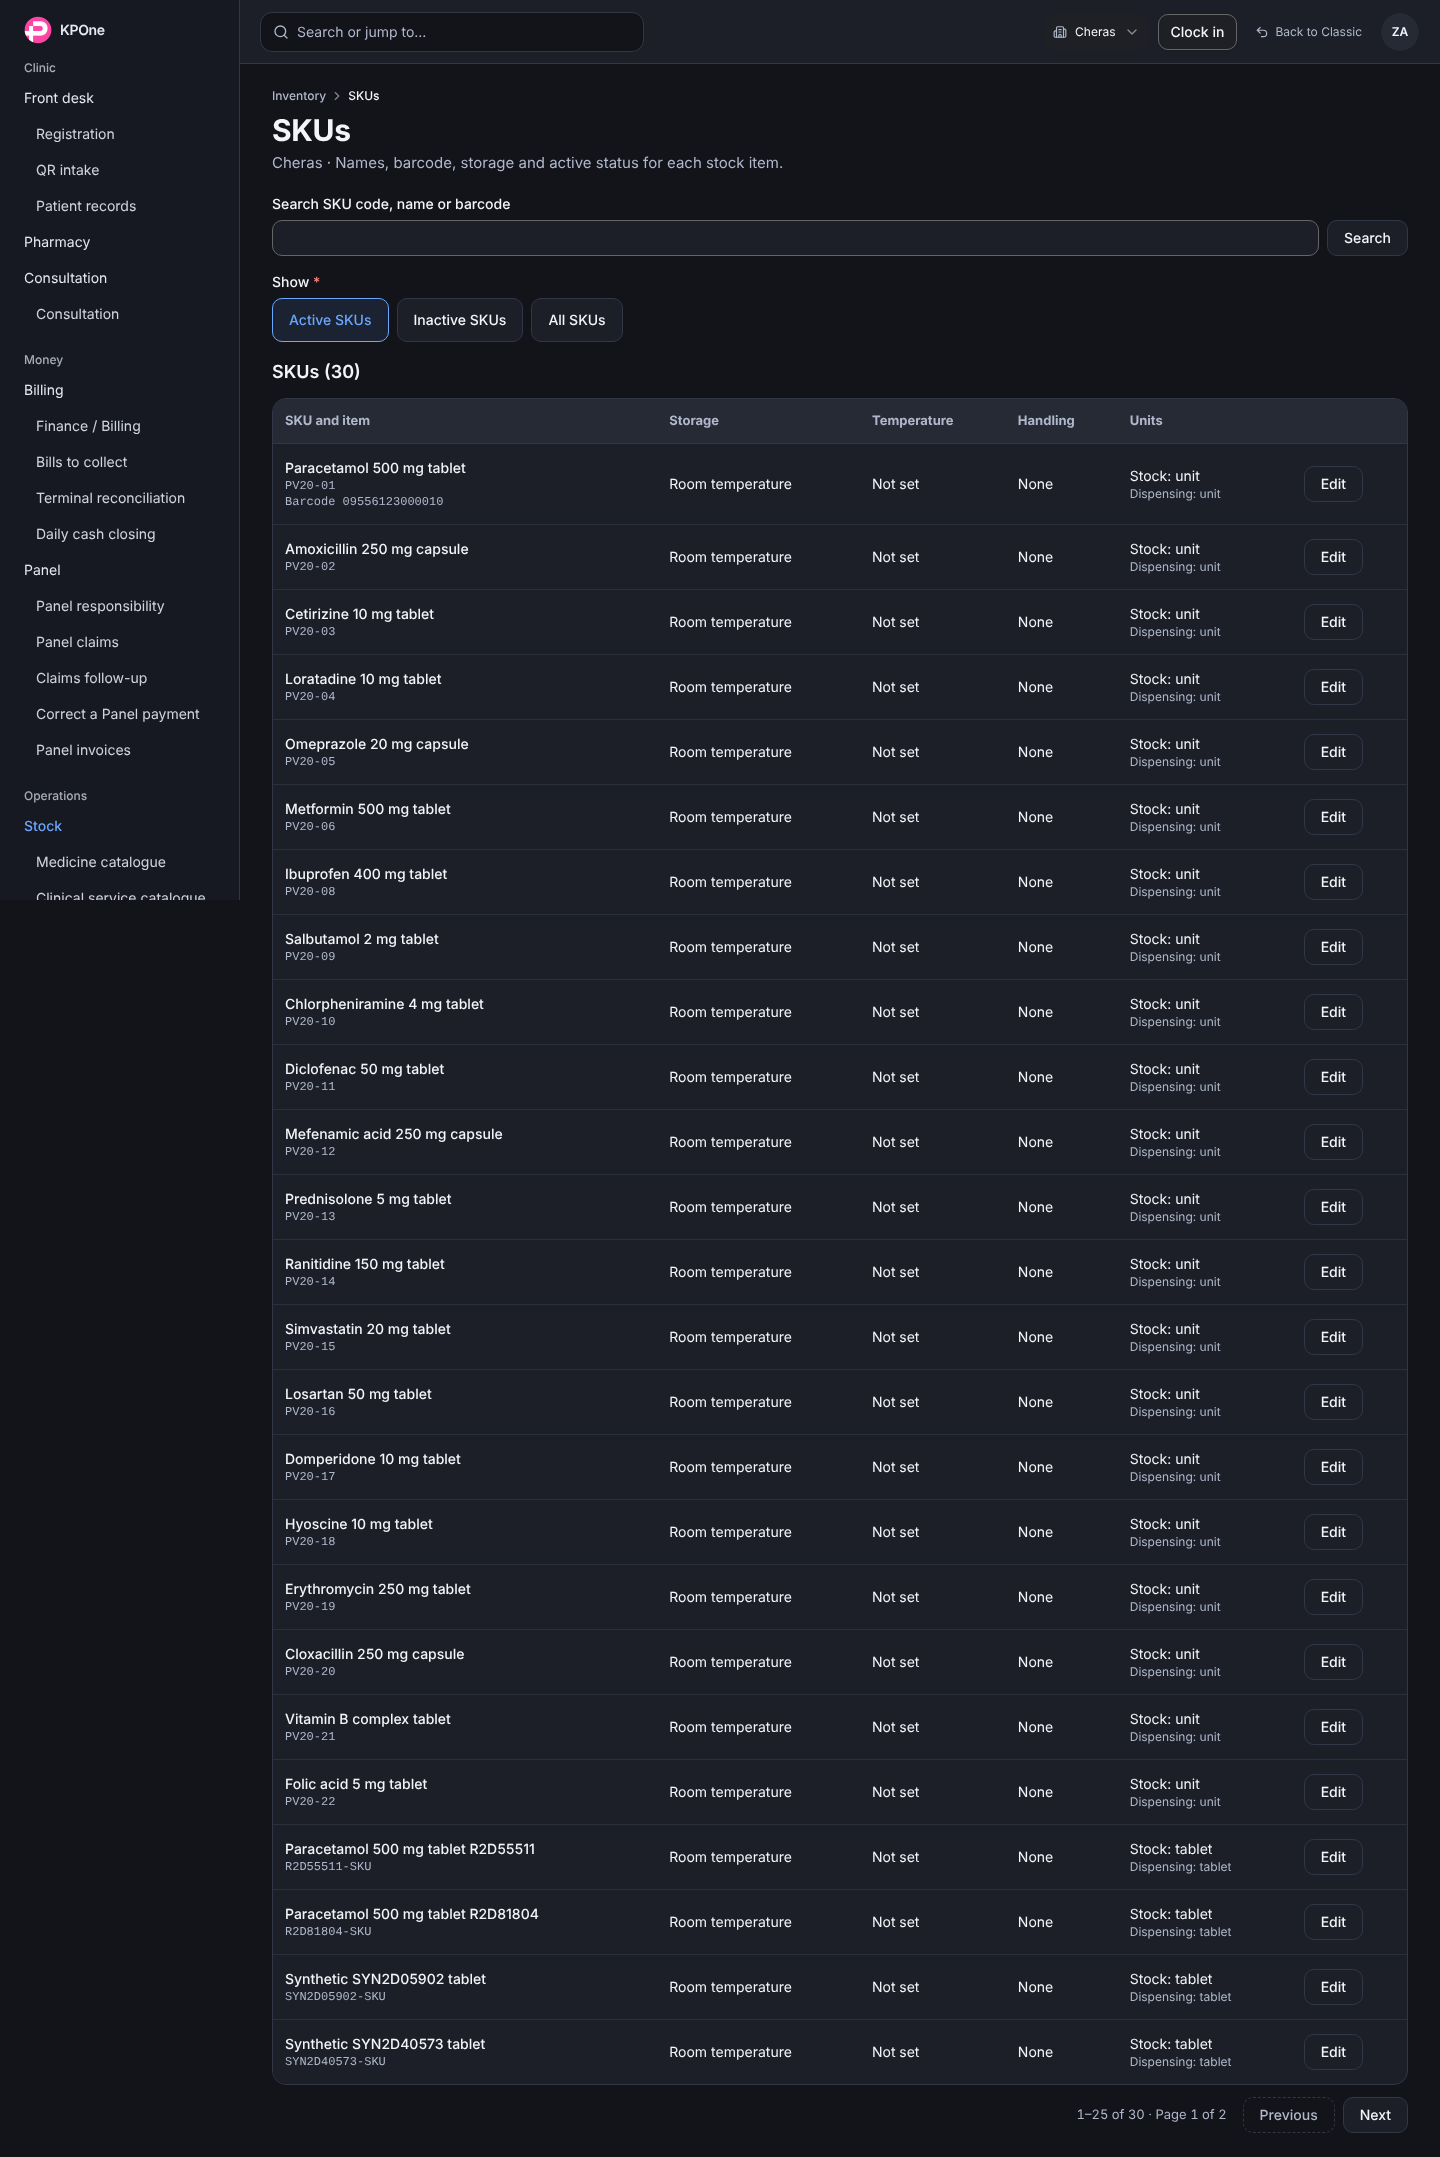 KPOne
Clinic
Front desk
Registration
QR intake
Patient records
Pharmacy
Consultation
Consultation
Money
Billing
Finance / Billing
Bills to collect
Terminal reconciliation
Daily cash closing
Panel
Panel responsibility
Panel claims
Claims follow-up
Correct a Panel payment
Panel invoices
Operations
Stock
Medicine catalogue
Clinical service catalogue
Search or jump to...
Cheras
Clock in
Back to Classic
ZA
Inventory > SKUs
SKUs
Cheras · Names, barcode, storage and active status for each stock item.
Search SKU code, name or barcode
Search
Show *
Active SKUs Inactive SKUs All SKUs
SKUs (30)
SKU and item Storage Temperature Handling Units
Paracetamol 500 mg tablet
PV20-01
Barcode 09556123000010
Room temperature Not set None
Stock: unit
Dispensing: unit
Edit
Amoxicillin 250 mg capsule
PV20-02
Room temperature Not set None
Stock: unit
Dispensing: unit
Edit
Cetirizine 10 mg tablet
PV20-03
Room temperature Not set None
Stock: unit
Dispensing: unit
Edit
Loratadine 10 mg tablet
PV20-04
Room temperature Not set None
Stock: unit
Dispensing: unit
Edit
Omeprazole 20 mg capsule
PV20-05
Room temperature Not set None
Stock: unit
Dispensing: unit
Edit
Metformin 500 mg tablet
PV20-06
Room temperature Not set None
Stock: unit
Dispensing: unit
Edit
Ibuprofen 400 mg tablet
PV20-08
Room temperature Not set None
Stock: unit
Dispensing: unit
Edit
Salbutamol 2 mg tablet
PV20-09
Room temperature Not set None
Stock: unit
Dispensing: unit
Edit
Chlorpheniramine 4 mg tablet
PV20-10
Room temperature Not set None
Stock: unit
Dispensing: unit
Edit
Diclofenac 50 mg tablet
PV20-11
Room temperature Not set None
Stock: unit
Dispensing: unit
Edit
Mefenamic acid 250 mg capsule
PV20-12
Room temperature Not set None
Stock: unit
Dispensing: unit
Edit
Prednisolone 5 mg tablet
PV20-13
Room temperature Not set None
Stock: unit
Dispensing: unit
Edit
Ranitidine 150 mg tablet
PV20-14
Room temperature Not set None
Stock: unit
Dispensing: unit
Edit
Simvastatin 20 mg tablet
PV20-15
Room temperature Not set None
Stock: unit
Dispensing: unit
Edit
Losartan 50 mg tablet
PV20-16
Room temperature Not set None
Stock: unit
Dispensing: unit
Edit
Domperidone 10 mg tablet
PV20-17
Room temperature Not set None
Stock: unit
Dispensing: unit
Edit
Hyoscine 10 mg tablet
PV20-18
Room temperature Not set None
Stock: unit
Dispensing: unit
Edit
Erythromycin 250 mg tablet
PV20-19
Room temperature Not set None
Stock: unit
Dispensing: unit
Edit
Cloxacillin 250 mg capsule
PV20-20
Room temperature Not set None
Stock: unit
Dispensing: unit
Edit
Vitamin B complex tablet
PV20-21
Room temperature Not set None
Stock: unit
Dispensing: unit
Edit
Folic acid 5 mg tablet
PV20-22
Room temperature Not set None
Stock: unit
Dispensing: unit
Edit
Paracetamol 500 mg tablet R2D55511
R2D55511-SKU
Room temperature Not set None
Stock: tablet
Dispensing: tablet
Edit
Paracetamol 500 mg tablet R2D81804
R2D81804-SKU
Room temperature Not set None
Stock: tablet
Dispensing: tablet
Edit
Synthetic SYN2D05902 tablet
SYN2D05902-SKU
Room temperature Not set None
Stock: tablet
Dispensing: tablet
Edit
Synthetic SYN2D40573 tablet
SYN2D40573-SKU
Room temperature Not set None
Stock: tablet
Dispensing: tablet
Edit
1–25 of 30 · Page 1 of 2 Previous Next